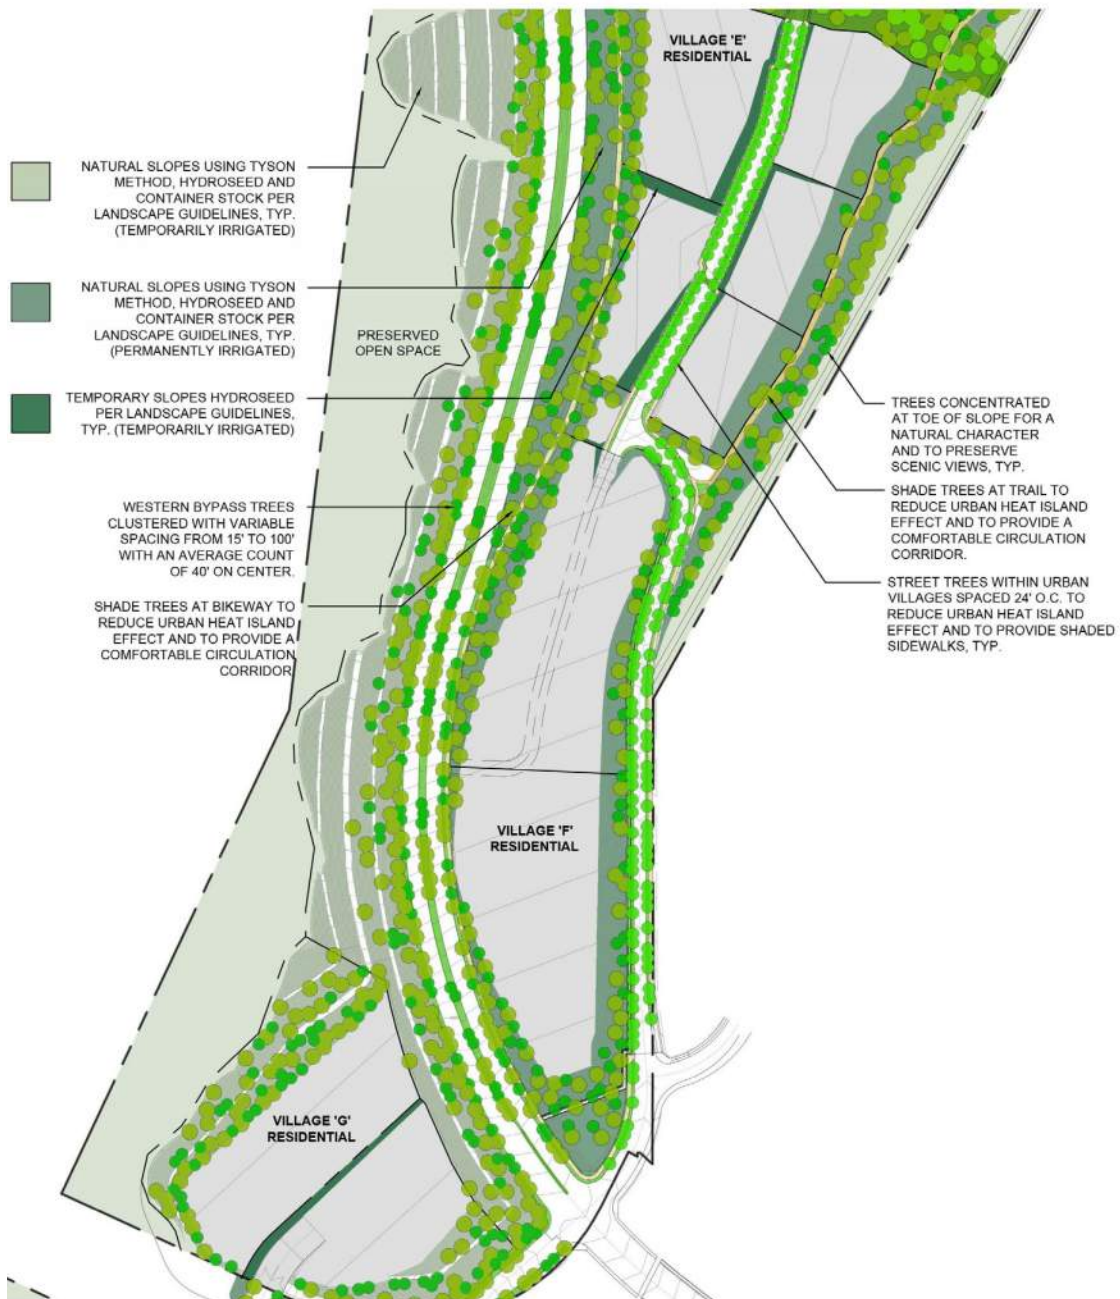 VILLAGE 'E'
RESIDENTIAL
NATURAL SLOPES USING TYSON
METHOD, HYDROSEED AND
CONTAINER STOCK PER
LANDSCAPE GUIDELINES, TYP.
(TEMPORARILY IRRIGATED)
NATURAL SLOPES USING TYSON
METHOD, HYDROSEED AND
CONTAINER STOCK PER
LANDSCAPE GUIDELINES, TYP.
(PERMANENTLY IRRIGATED)
PRESERVED
OPEN SPACE
TEMPORARY SLOPES HYDROSEED
PER LANDSCAPE GUIDELINES,
TYP. (TEMPORARILY IRRIGATED)
TREES CONCENTRATED
AT TOE OF SLOPE FOR A
NATURAL CHARACTER
AND TO PRESERVE
SCENIC VIEWS, TYP.
SHADE TREES AT TRAIL TO
REDUCE URBAN HEAT ISLAND
EFFECT AND TO PROVIDE A
COMFORTABLE CIRCULATION
CORRIDOR.
WESTERN BYPASS TREES
CLUSTERED WITH VARIABLE
SPACING FROM 15' TO 100'
WITH AN AVERAGE COUNT
OF 40' ON CENTER.
STREET TREES WITHIN URBAN
VILLAGES SPACED 24' O.C. TO
REDUCE URBAN HEAT ISLAND
EFFECT AND TO PROVIDE SHADED
SIDEWALKS, TYP.
SHADE TREES AT BIKEWAY TO
REDUCE URBAN HEAT ISLAND
EFFECT AND TO PROVIDE A
COMFORTABLE CIRCULATION
CORRIDOR
VILLAGE 'F'
RESIDENTIAL
VILLAGE 'G'
RESIDENTIAL